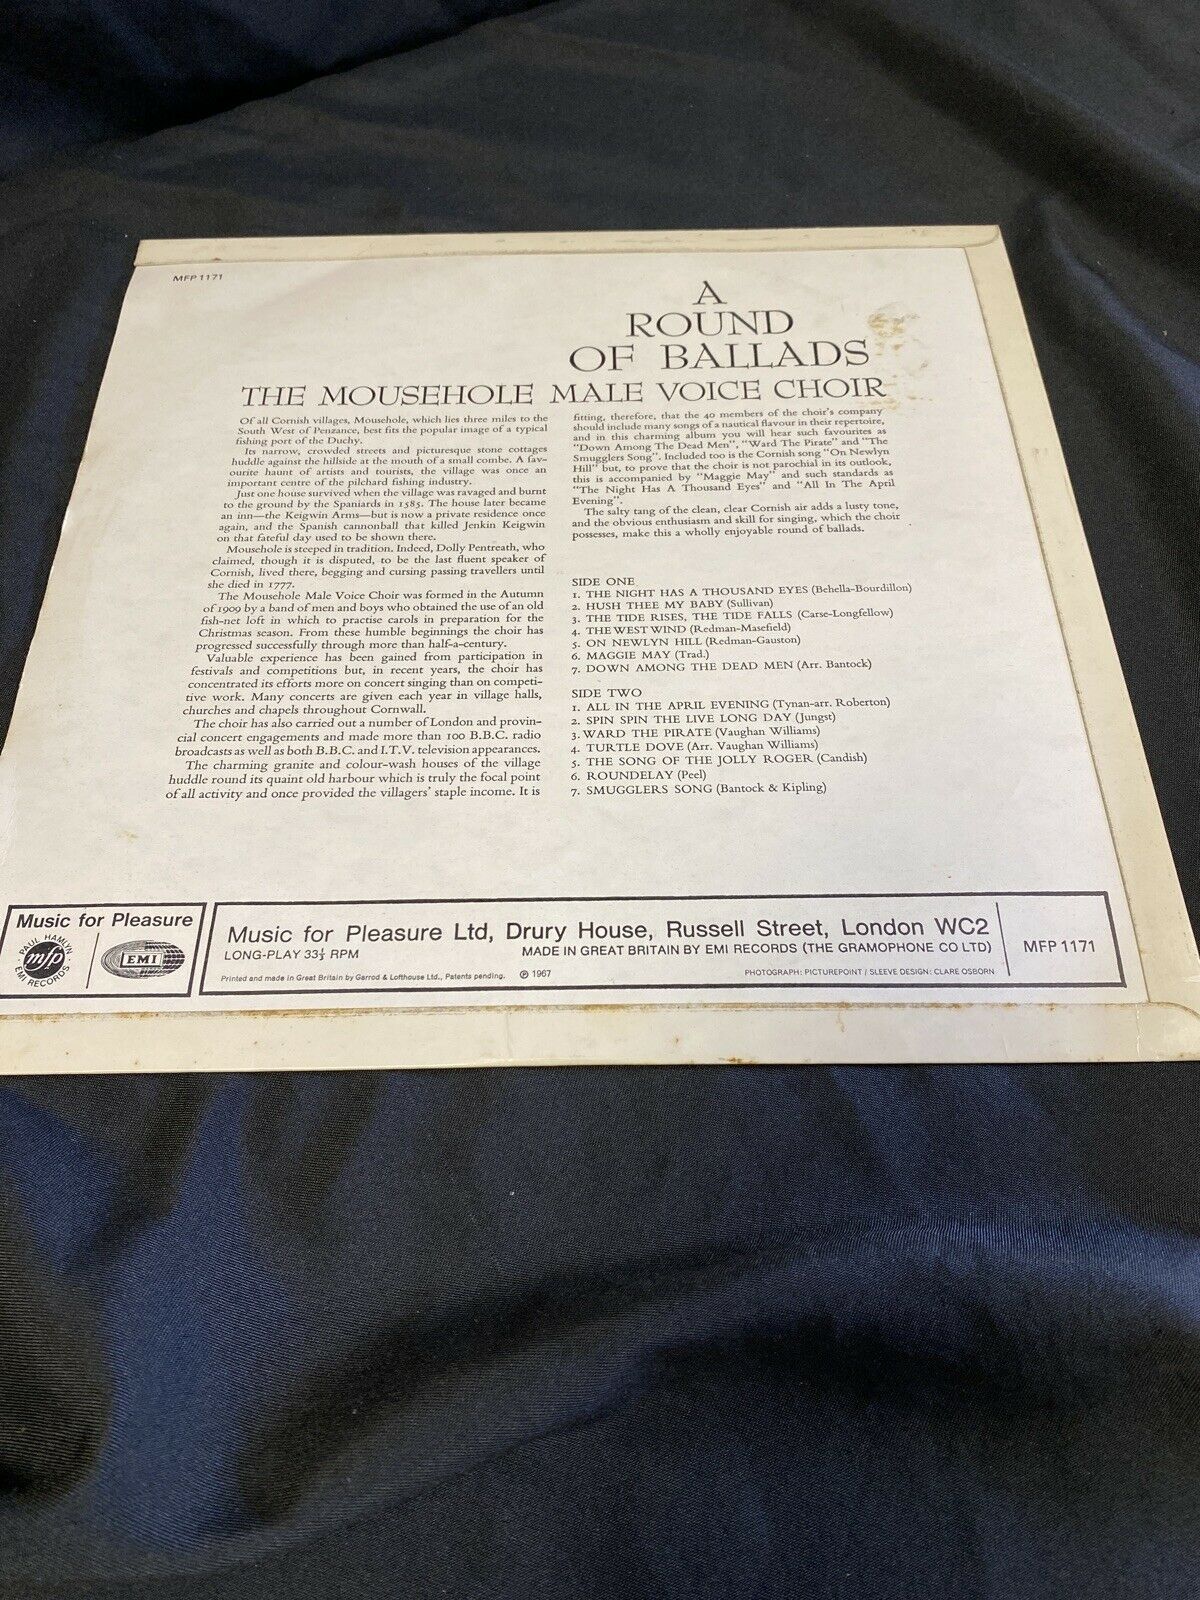 MFP 1171
A
ROUND
OF BALLADS
THE MOUSEHOLE MALE VOICE CHOIR
Of all Cornish villages, Mousehole, which lies three miles to the
South West of Penzance, best fits the popular image of a typical
fishing port of the Duchy.
Its narrow, crowded streets and picturesque stone cottages
huddle against the hillside at the mouth of a small combe. A fav-
ourite haunt of artists and tourists, the village was once an
important centre of the pilchard fishing industry.
Just one house survived when the village was ravaged and burnt
to the ground by the Spaniards in 1585. The house later became
an inn—the Keigwin Arms—but is now a private residence once
again, and the Spanish cannonball that killed Jenkin Keigwin
on that fateful day used to be shown there.
Mousehole is steeped in tradition. Indeed, Dolly Pentreath, who
claimed, though it is disputed, to be the last fluent speaker of
Cornish, lived there, begging and cursing passing travellers until
she died in 1777.
The Mousehole Male Voice Choir was formed in the Autumn
of 1909 by a band of men and boys who obtained the use of an old
fish-net loft in which to practise carols in preparation for the
Christmas season. From these humble beginnings the choir has
progressed successfully through more than half-a-century.
Valuable experience has been gained from participation in
festivals and competitions but, in recent years, the choir has
concentrated its efforts more on concert singing than on competi-
tive work. Many concerts are given each year in village halls,
churches and chapels throughout Cornwall.
The choir has also carried out a number of London and provin-
cial concert engagements and made more than 100 B.B.C. radio
broadcasts as well as both B.B.C. and I.T.V. television appearances.
The charming granite and colour-wash houses of the village
huddle round its quaint old harbour which is truly the focal point
of all activity and once provided the villagers' staple income. It is
fitting, therefore, that the 40 members of the choir's company
should include many songs of a nautical flavour in their repertoire,
and in this charming album you will hear such favourites as
"Down Among The Dead Men", "Ward The Pirate" and "The
Smugglers Song". Included too is the Cornish song "On Newlyn
Hill" but, to prove that the choir is not parochial in its outlook,
this is accompanied by "Maggie May" and such standards as
"The Night Has A Thousand Eyes" and "All In The April
Evening".
The salty tang of the clean, clear Cornish air adds a lusty tone,
and the obvious enthusiasm and skill for singing, which the choir
possesses, make this a wholly enjoyable round of ballads.
SIDE ONE
1. THE NIGHT HAS A THOUSAND EYES (Behella-Bourdillon)
2. HUSH THEE MY BABY (Sullivan)
3. THE TIDE RISES, THE TIDE FALLS (Carse-Longfellow)
4. THE WEST WIND (Redman-Masefield)
5. ON NEWLYN HILL (Redman-Gauston)
6. MAGGIE MAY (Trad.)
7. DOWN AMONG THE DEAD MEN (Arr. Bantock)
SIDE TWO
1. ALL IN THE APRIL EVENING (Tynan-arr. Roberton)
2. SPIN SPIN THE LIVE LONG DAY (Jungst)
3. WARD THE PIRATE (Vaughan Williams)
4. TURTLE DOVE (Arr. Vaughan Williams)
5. THE SONG OF THE JOLLY ROGER (Candish)
6. ROUNDELAY (Peel)
7. SMUGGLERS SONG (Bantock & Kipling)
Music for Pleasure
PAUL HAMLYN
mfp
EMI RECORDS
EMI
Music for Pleasure Ltd, Drury House, Russell Street, London WC2
LONG-PLAY 33⅓ RPM
MADE IN GREAT BRITAIN BY EMI RECORDS (THE GRAMOPHONE CO LTD)
Printed and made in Great Britain by Garrod & Lofthouse Ltd., Patents pending.
℗ 1967
PHOTOGRAPH: PICTUREPOINT / SLEEVE DESIGN: CLARE OSBORN
MFP 1171